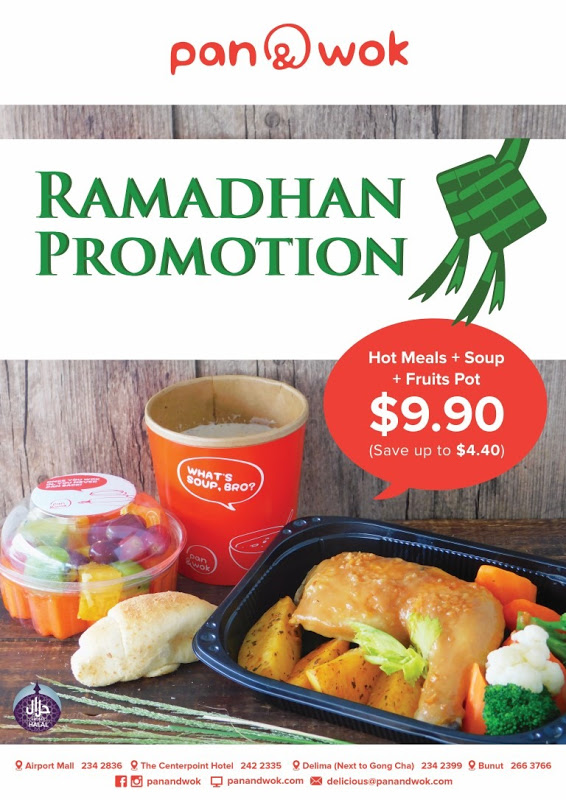 pan & wok
RAMADHAN
PROMOTION
Hot Meals + Soup
+ Fruits Pot
$9.90
(Save up to $4.40)
WHAT'S
SOUP, BRO?
pan &
wok
حلال
HALAL
Airport Mall 234 2836 The Centerpoint Hotel 242 2335 Delima (Next to Gong Cha) 234 2399 Bunut 266 3766
panandwok panandwok.com delicious@panandwok.com